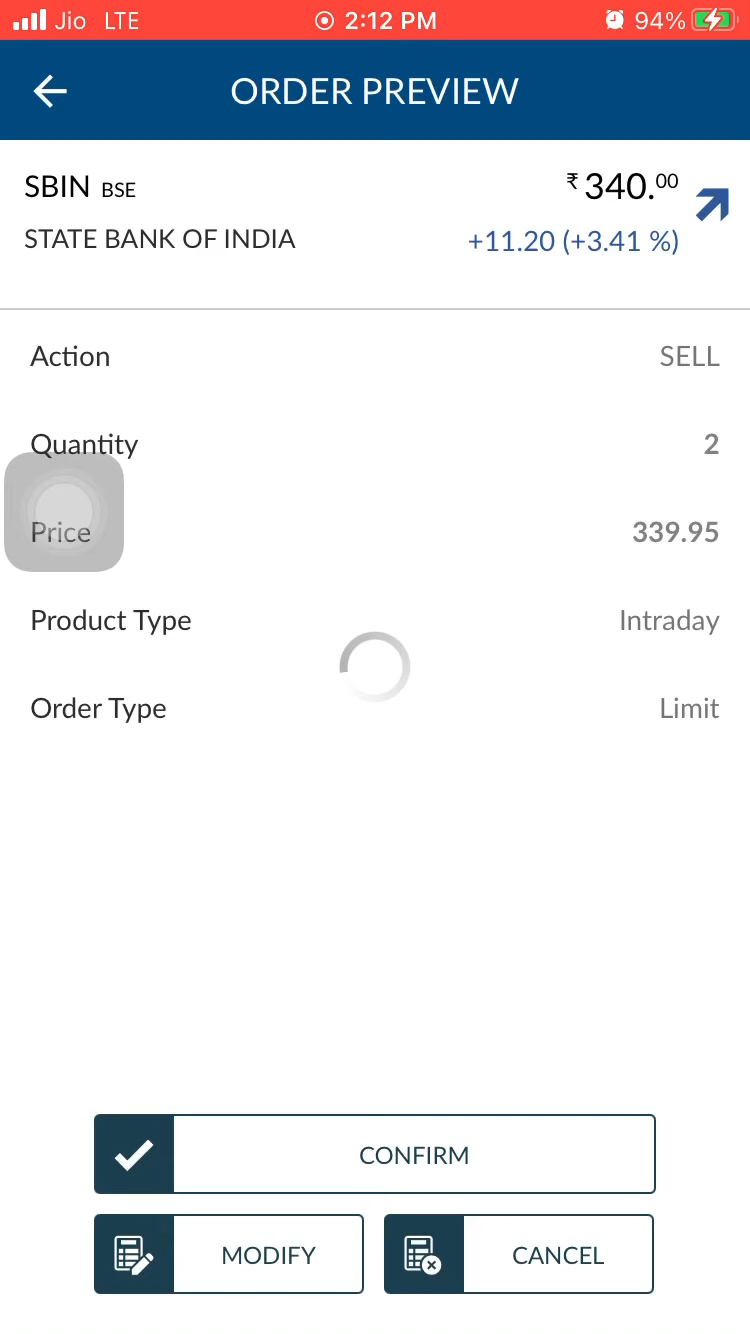 Jio LTE 2:12 PM 94%
ORDER PREVIEW
SBIN BSE ₹340.00
STATE BANK OF INDIA +11.20 (+3.41 %)
Action SELL
Quantity 2
Price 339.95
Product Type Intraday
Order Type Limit
CONFIRM
MODIFY CANCEL